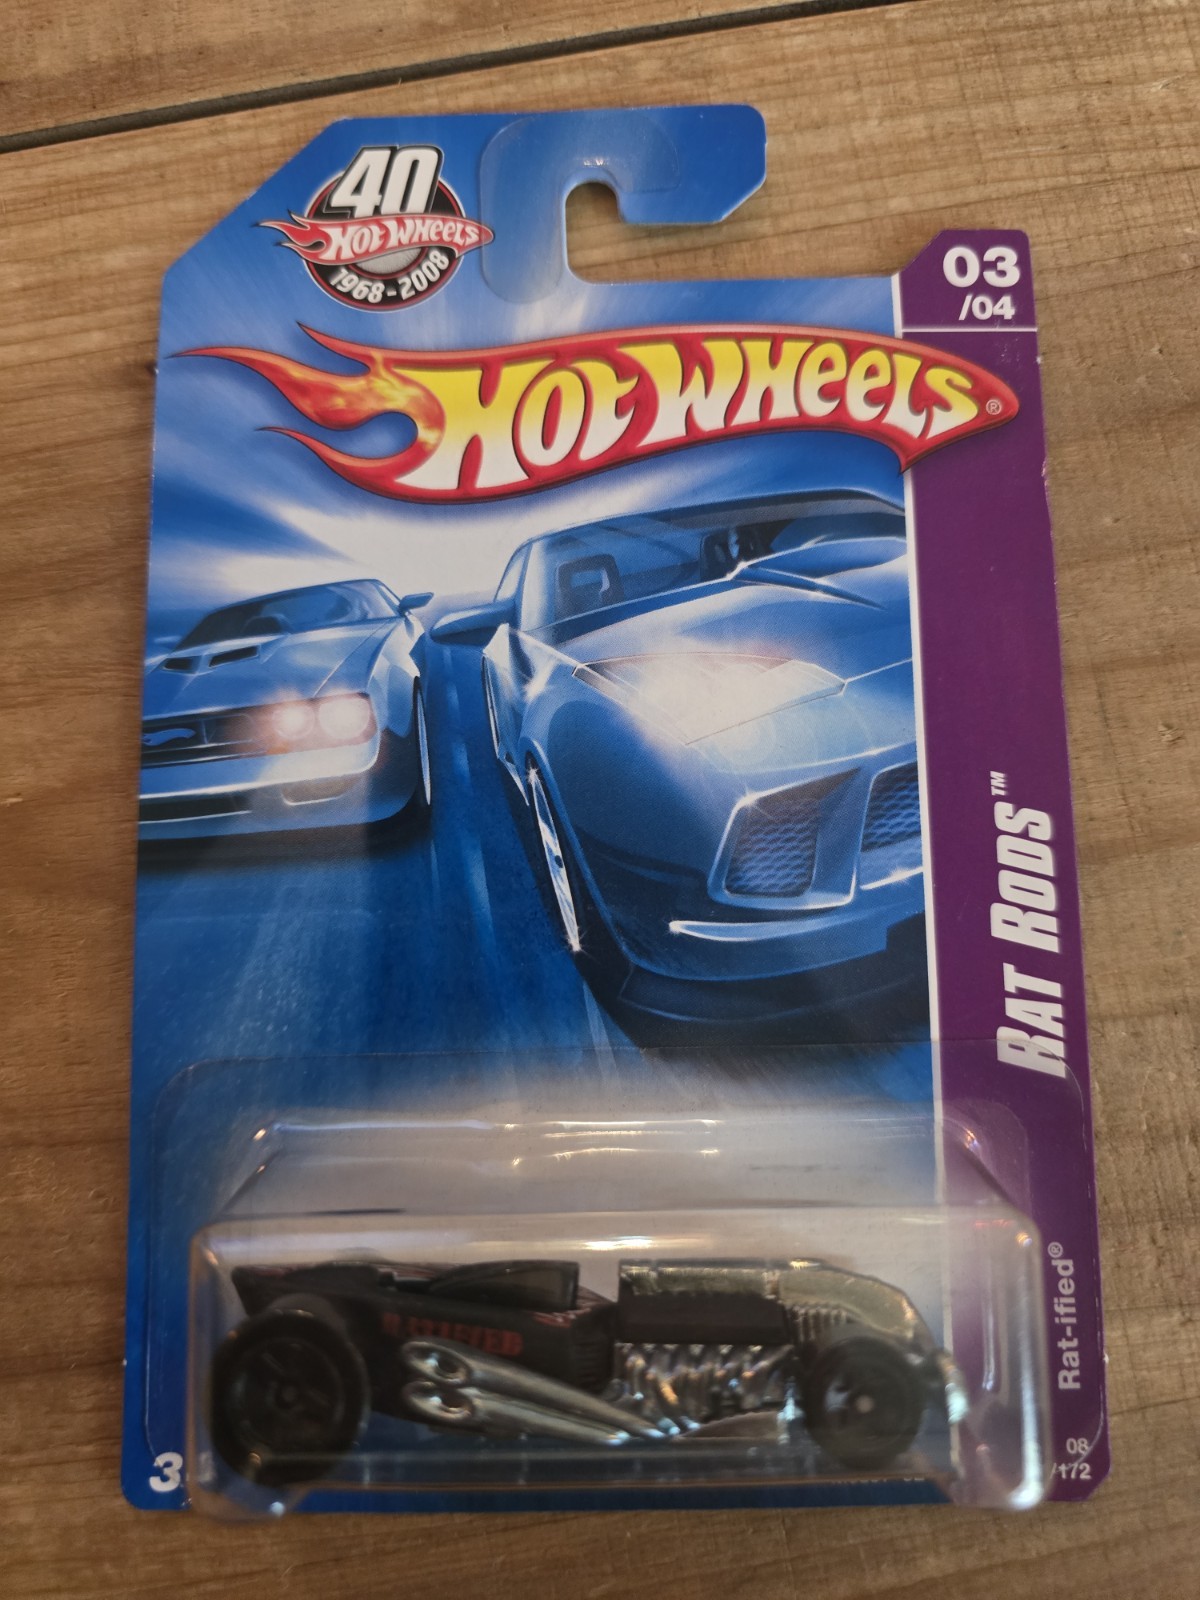 40
HOT WHEELS
1968-2008
03
/04
HOT WHEELS®
RAT RODS™
Rat-ified®
3
08
/172